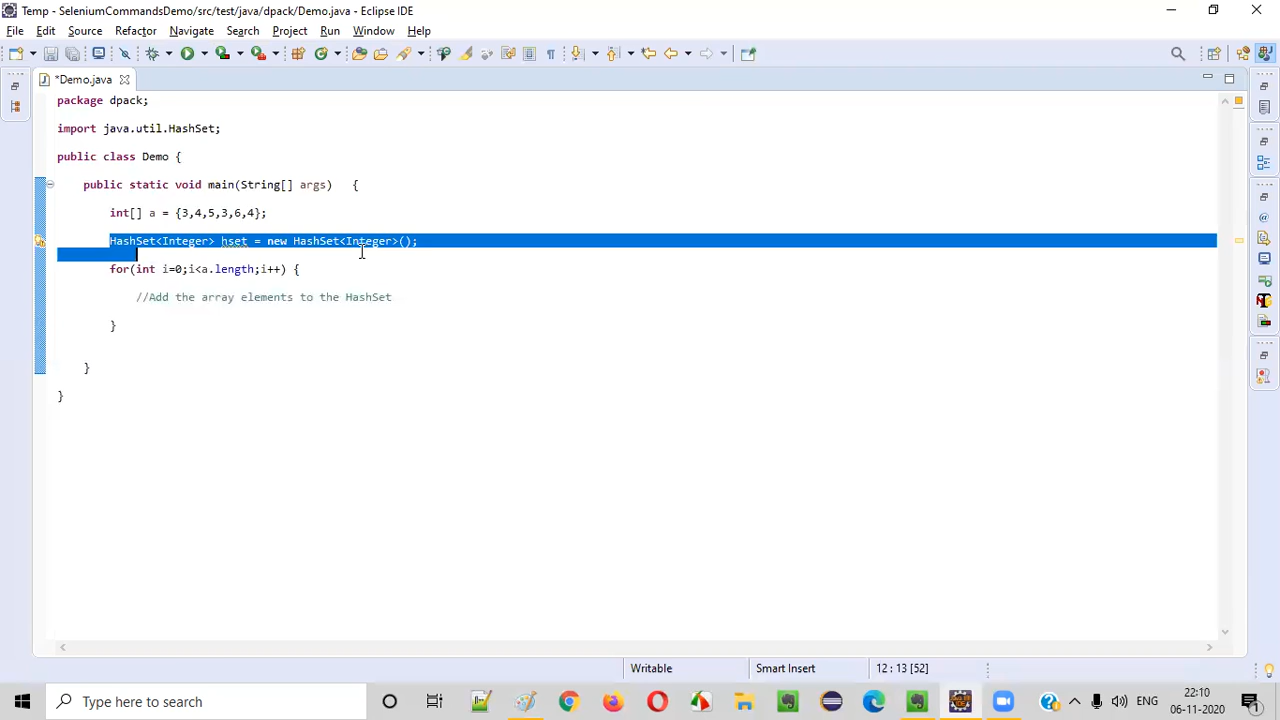 Temp - SeleniumCommandsDemo/src/test/java/dpack/Demo.java - Eclipse IDE
File Edit Source Refactor Navigate Search Project Run Window Help
*Demo.java
package dpack;
import java.util.HashSet;
public class Demo {
public static void main(String[] args) {
int[] a = {3,4,5,3,6,4};
HashSet<Integer> hset = new HashSet<Integer>();
for(int i=0;i<a.length;i++) {
//Add the array elements to the HashSet
}
}
}
Writable Smart Insert 12 : 13 [52]
Type here to search
ENG
22:10
06-11-2020